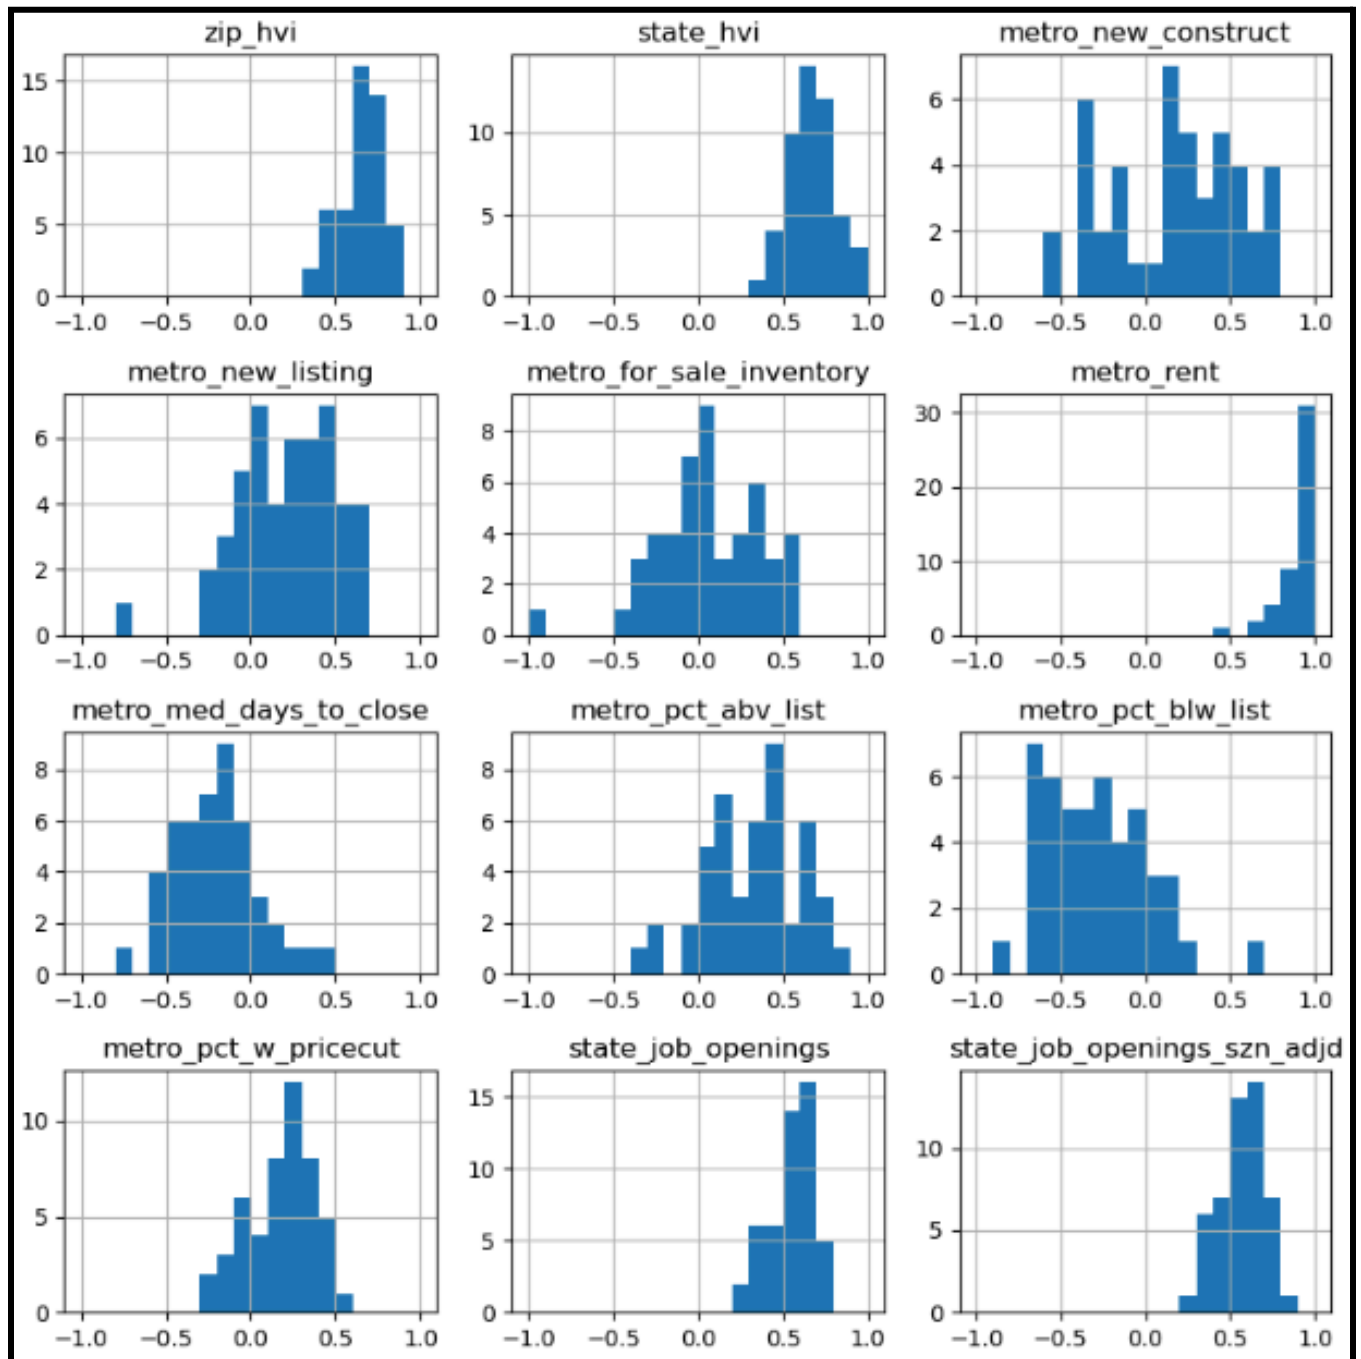 zip_hvi state_hvi metro_new_construct
15 10 5 0 10 5 0 6 4 2 0
−1.0 −0.5 0.0 0.5 1.0 −1.0 −0.5 0.0 0.5 1.0 −1.0 −0.5 0.0 0.5 1.0
metro_new_listing metro_for_sale_inventory metro_rent
6 4 2 0 8 6 4 2 0 30 20 10 0
−1.0 −0.5 0.0 0.5 1.0 −1.0 −0.5 0.0 0.5 1.0 −1.0 −0.5 0.0 0.5 1.0
metro_med_days_to_close metro_pct_abv_list metro_pct_blw_list
8 6 4 2 0 8 6 4 2 0 6 4 2 0
−1.0 −0.5 0.0 0.5 1.0 −1.0 −0.5 0.0 0.5 1.0 −1.0 −0.5 0.0 0.5 1.0
metro_pct_w_pricecut state_job_openings state_job_openings_szn_adjd
10 5 0 15 10 5 0 10 5 0
−1.0 −0.5 0.0 0.5 1.0 −1.0 −0.5 0.0 0.5 1.0 −1.0 −0.5 0.0 0.5 1.0